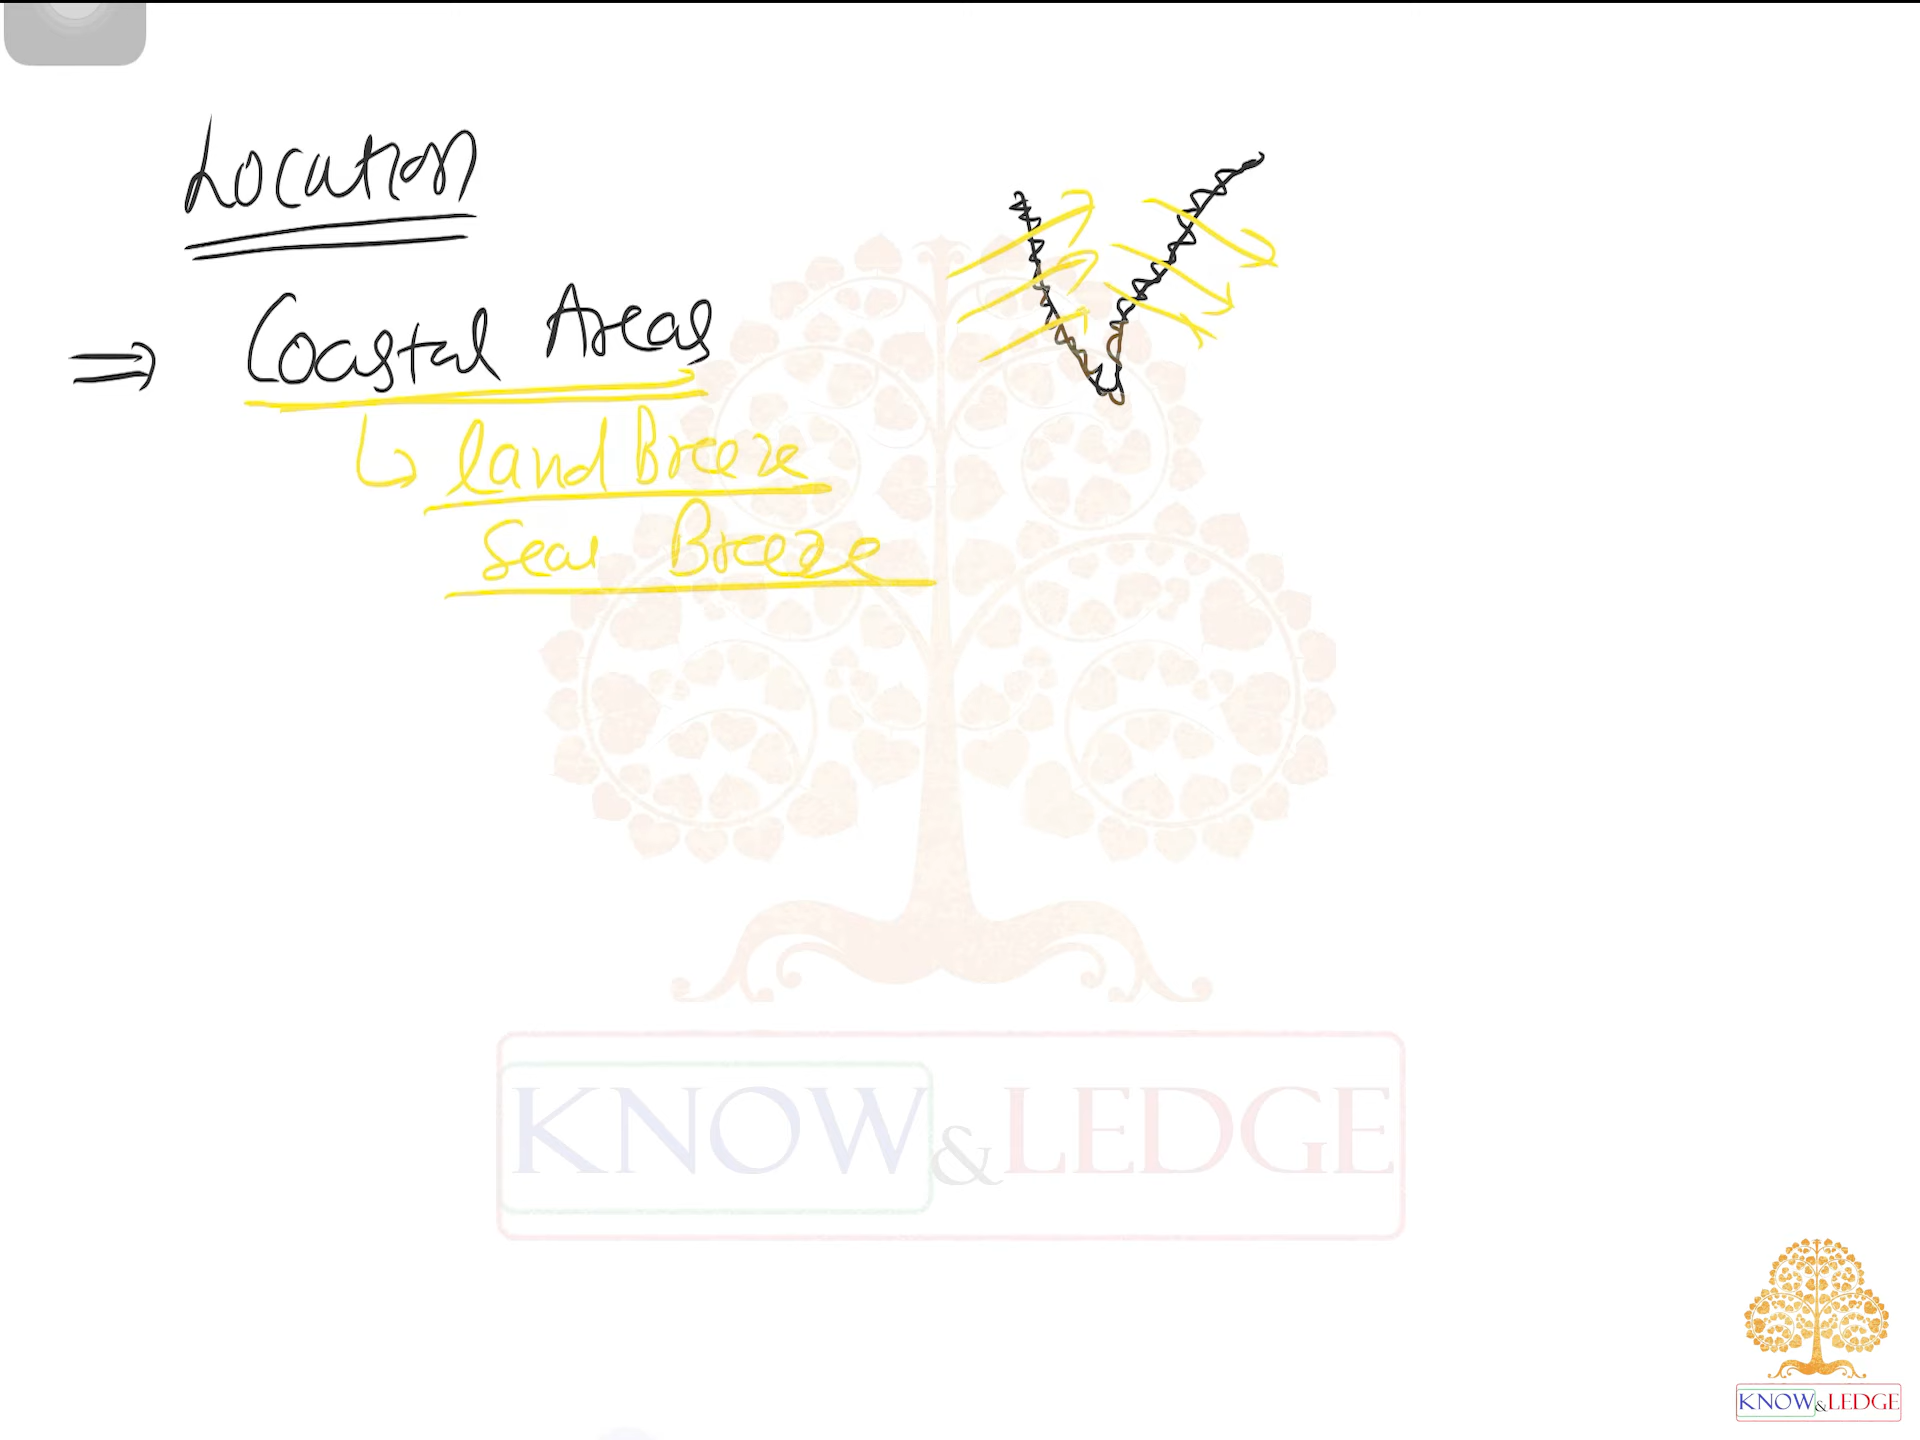 Location
⇒ Coastal Areas
↳ land Breeze
Sea Breeze
KNOW&LEDGE
KNOW&LEDGE